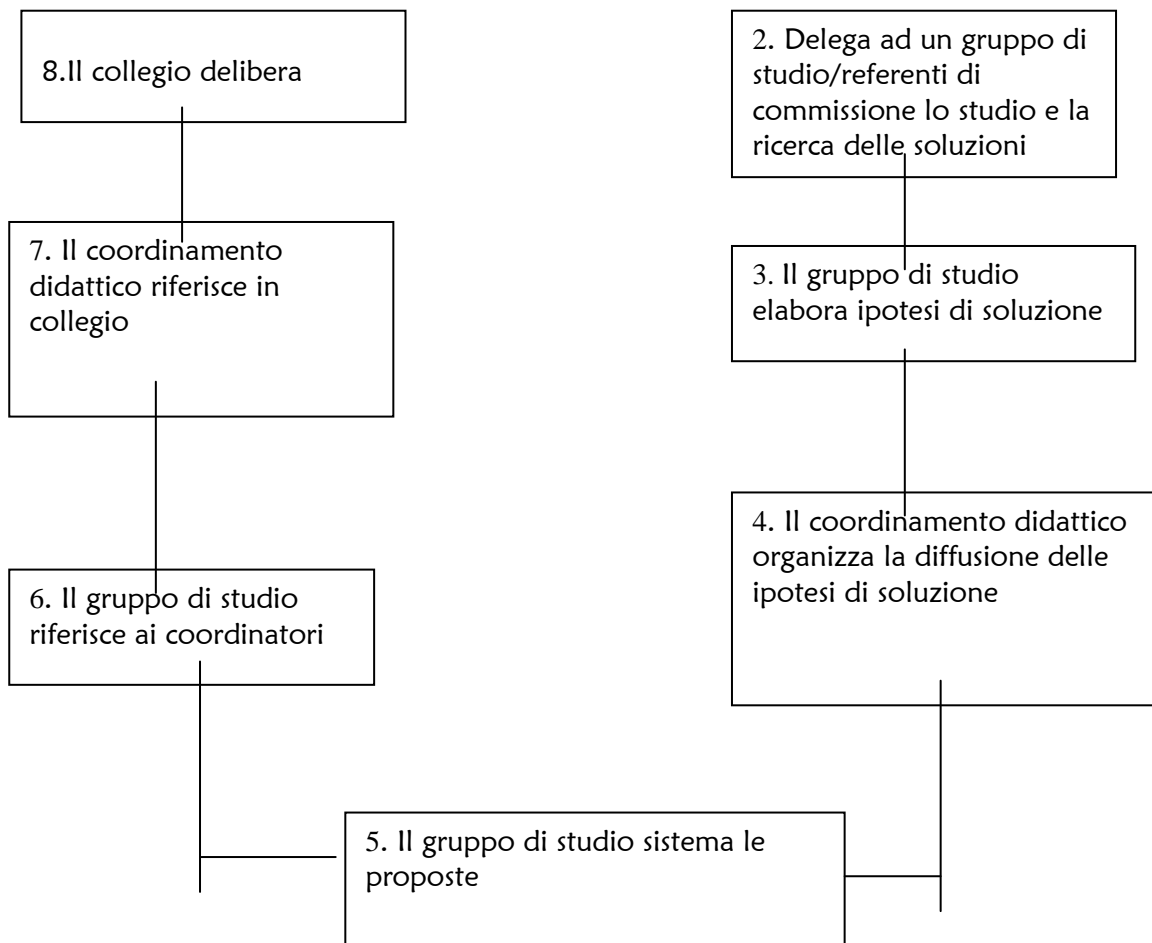 8.Il collegio delibera
2. Delega ad un gruppo di
studio/referenti di
commissione lo studio e la
ricerca delle soluzioni
7. Il coordinamento
didattico riferisce in
collegio
3. Il gruppo di studio
elabora ipotesi di soluzione
4. Il coordinamento didattico
organizza la diffusione delle
ipotesi di soluzione
6. Il gruppo di studio
riferisce ai coordinatori
5. Il gruppo di studio sistema le
proposte